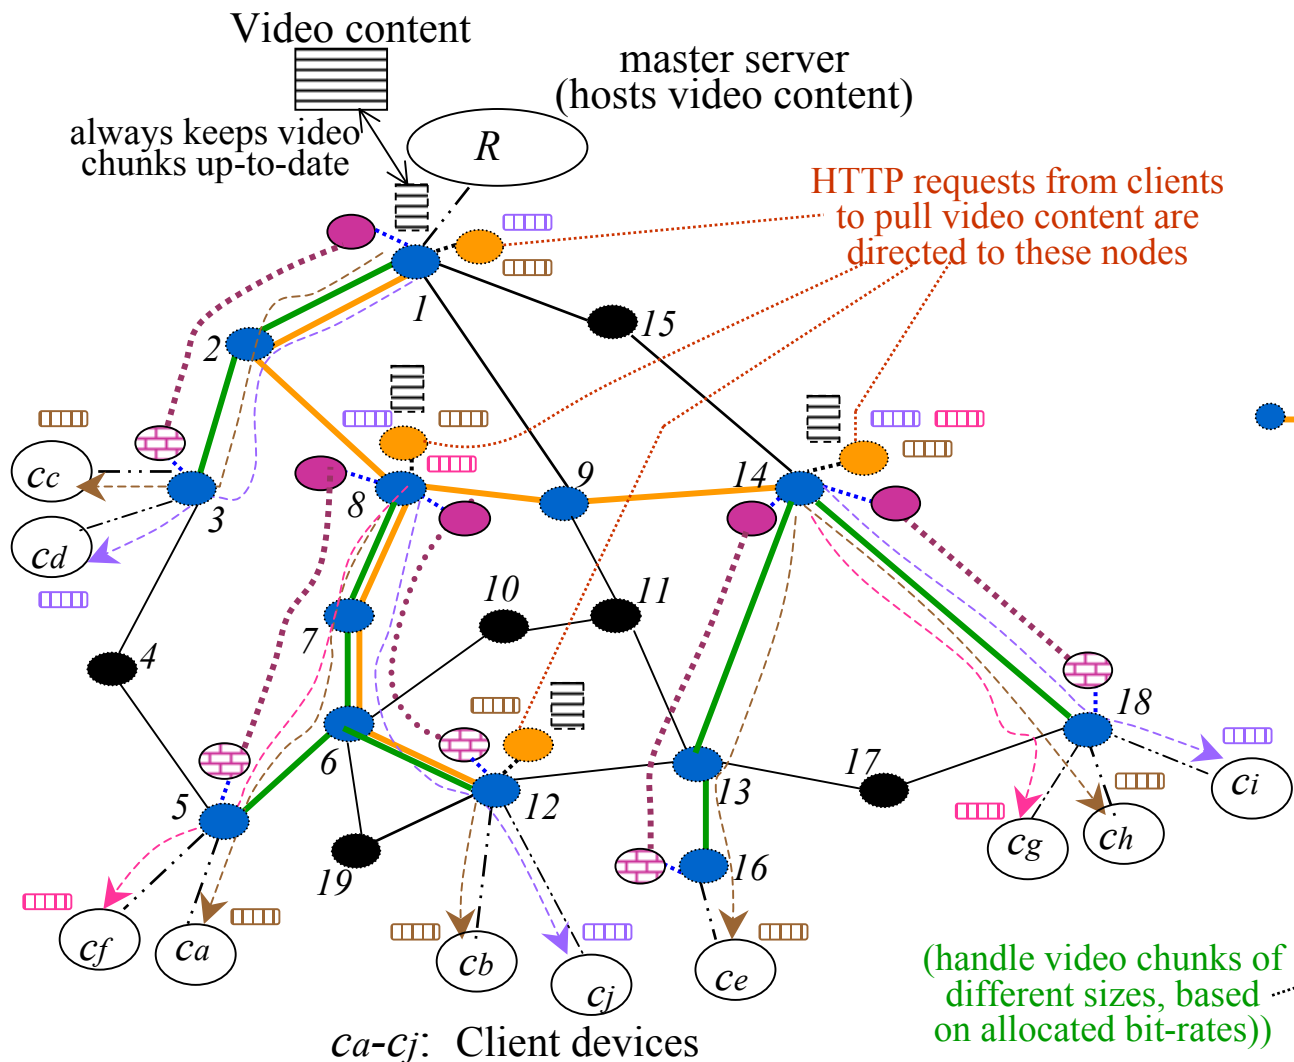 Video content
master server
(hosts video content)
always keeps video
chunks up-to-date
R
HTTP requests from clients
to pull video content are
directed to these nodes
1
15
2
cc
8
9
14
3
cd
10
11
7
4
18
6
17
5
12
13
ci
19
16
cg
ch
cf
ca
cb
cj
ce
(handle video chunks of
different sizes, based
on allocated bit-rates))
ca-cj: Client devices